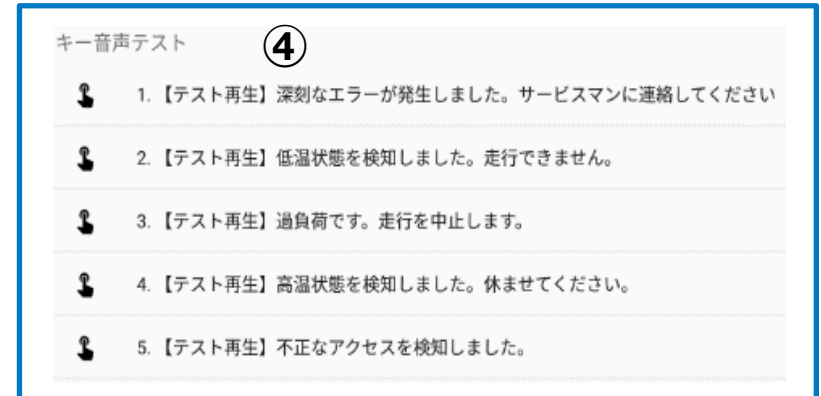 キー音声テスト
④
1. 【テスト再生】深刻なエラーが発生しました。サービスマンに連絡してください
2. 【テスト再生】低温状態を検知しました。走行できません。
3. 【テスト再生】過負荷です。走行を中止します。
4. 【テスト再生】高温状態を検知しました。休ませてください。
5. 【テスト再生】不正なアクセスを検知しました。